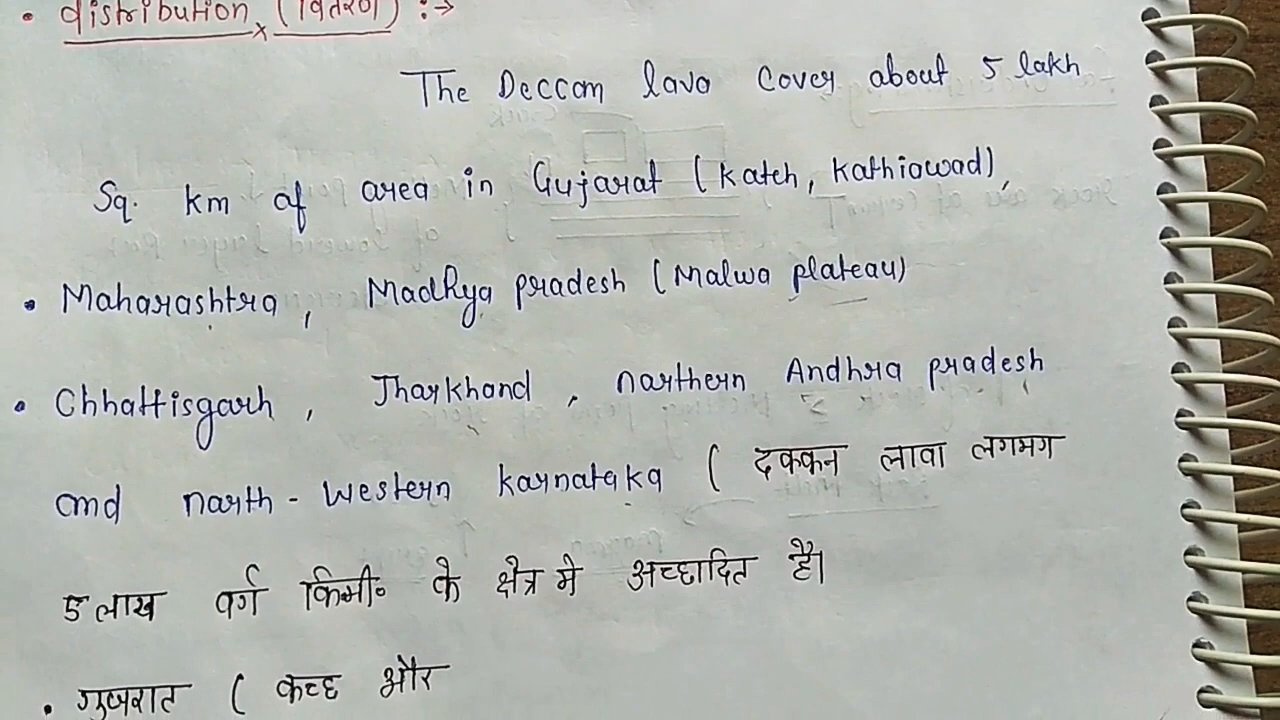 • distribution (वितरण) :→
The Deccan lava cover about 5 lakh
Sq. km of area in Gujarat (Katch, Kathiawad),
• Maharashtra, Madhya pradesh (Malwa plateau)
• Chhattisgarh, Jharkhand, northern Andhra pradesh
and north-western karnataka ( दक्कन लावा लगभग
5 लाख वर्ग किमी॰ के क्षेत्र मे अच्छादित है।
• गुजरात ( कच्छ और